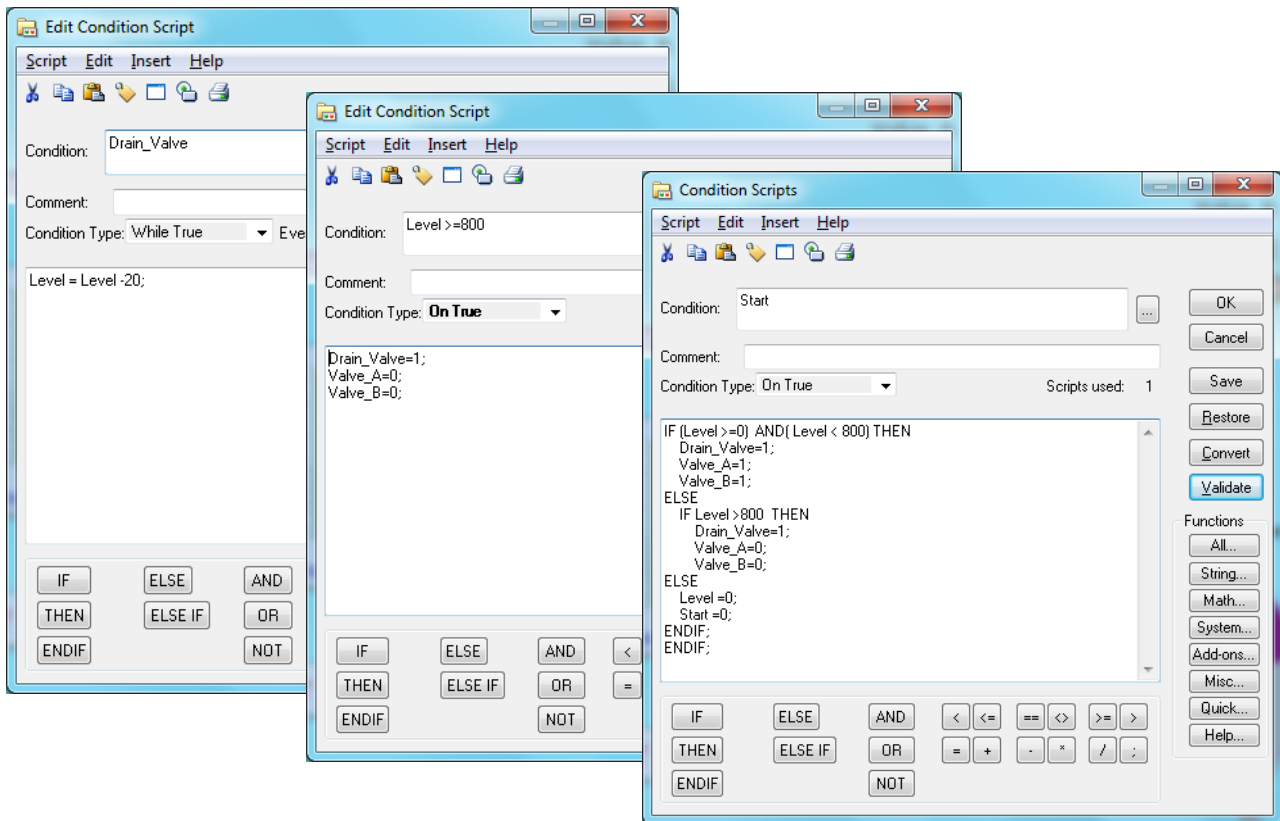 Edit Condition Script
Script Edit Insert Help
Condition: Drain_Valve
Comment:
Condition Type: While True Eve
Level = Level -20;
IF ELSE AND
THEN ELSE IF OR
ENDIF NOT
Edit Condition Script
Script Edit Insert Help
Condition: Level >=800
Comment:
Condition Type: On True
Drain_Valve=1;
Valve_A=0;
Valve_B=0;
IF ELSE AND <
THEN ELSE IF OR =
ENDIF NOT
Condition Scripts
Script Edit Insert Help
Condition: Start ... OK
Cancel
Comment:
Condition Type: On True Scripts used: 1 Save
Restore
Convert
Validate
IF (Level >=0) AND( Level < 800) THEN
Drain_Valve=1;
Valve_A=1;
Valve_B=1;
ELSE
IF Level >800 THEN
Drain_Valve=1;
Valve_A=0;
Valve_B=0;
ELSE
Level =0;
Start =0;
ENDIF;
ENDIF;
Functions
All...
String...
Math...
System...
Add-ons...
Misc...
Quick...
Help...
IF ELSE AND < <= == <> >= >
THEN ELSE IF OR = + - * / ;
ENDIF NOT